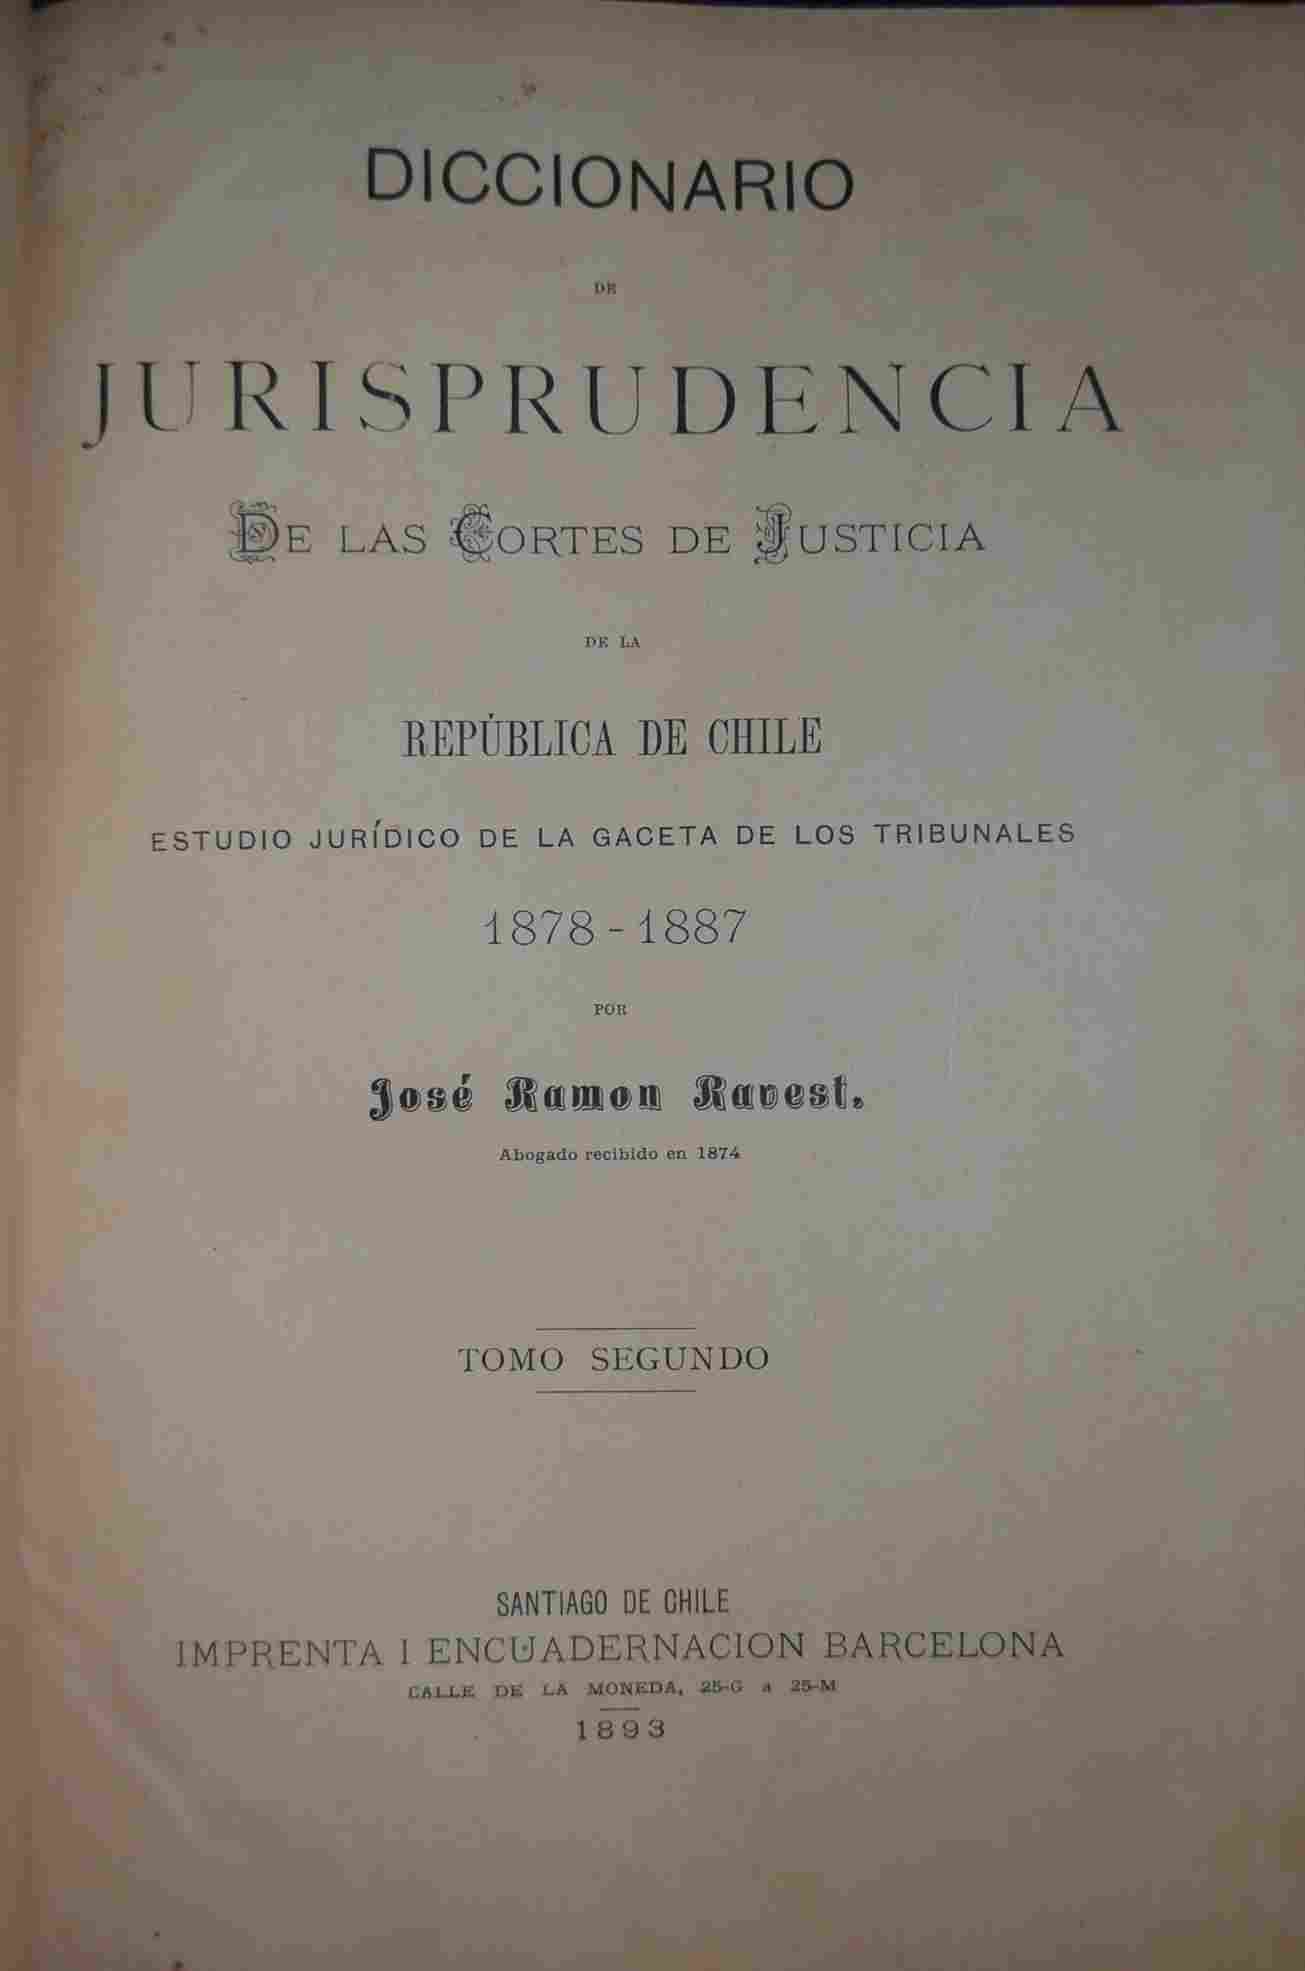 DICCIONARIO
DE
JURISPRUDENCIA
DE LAS CORTES DE JUSTICIA
DE LA
REPÚBLICA DE CHILE
ESTUDIO JURÍDICO DE LA GACETA DE LOS TRIBUNALES
1878-1887
POR
José Ramon Ravest.
Abogado recibido en 1874
TOMO SEGUNDO
SANTIAGO DE CHILE
IMPRENTA I ENCUADERNACION BARCELONA
CALLE DE LA MONEDA, 25-G a 25-M
1893